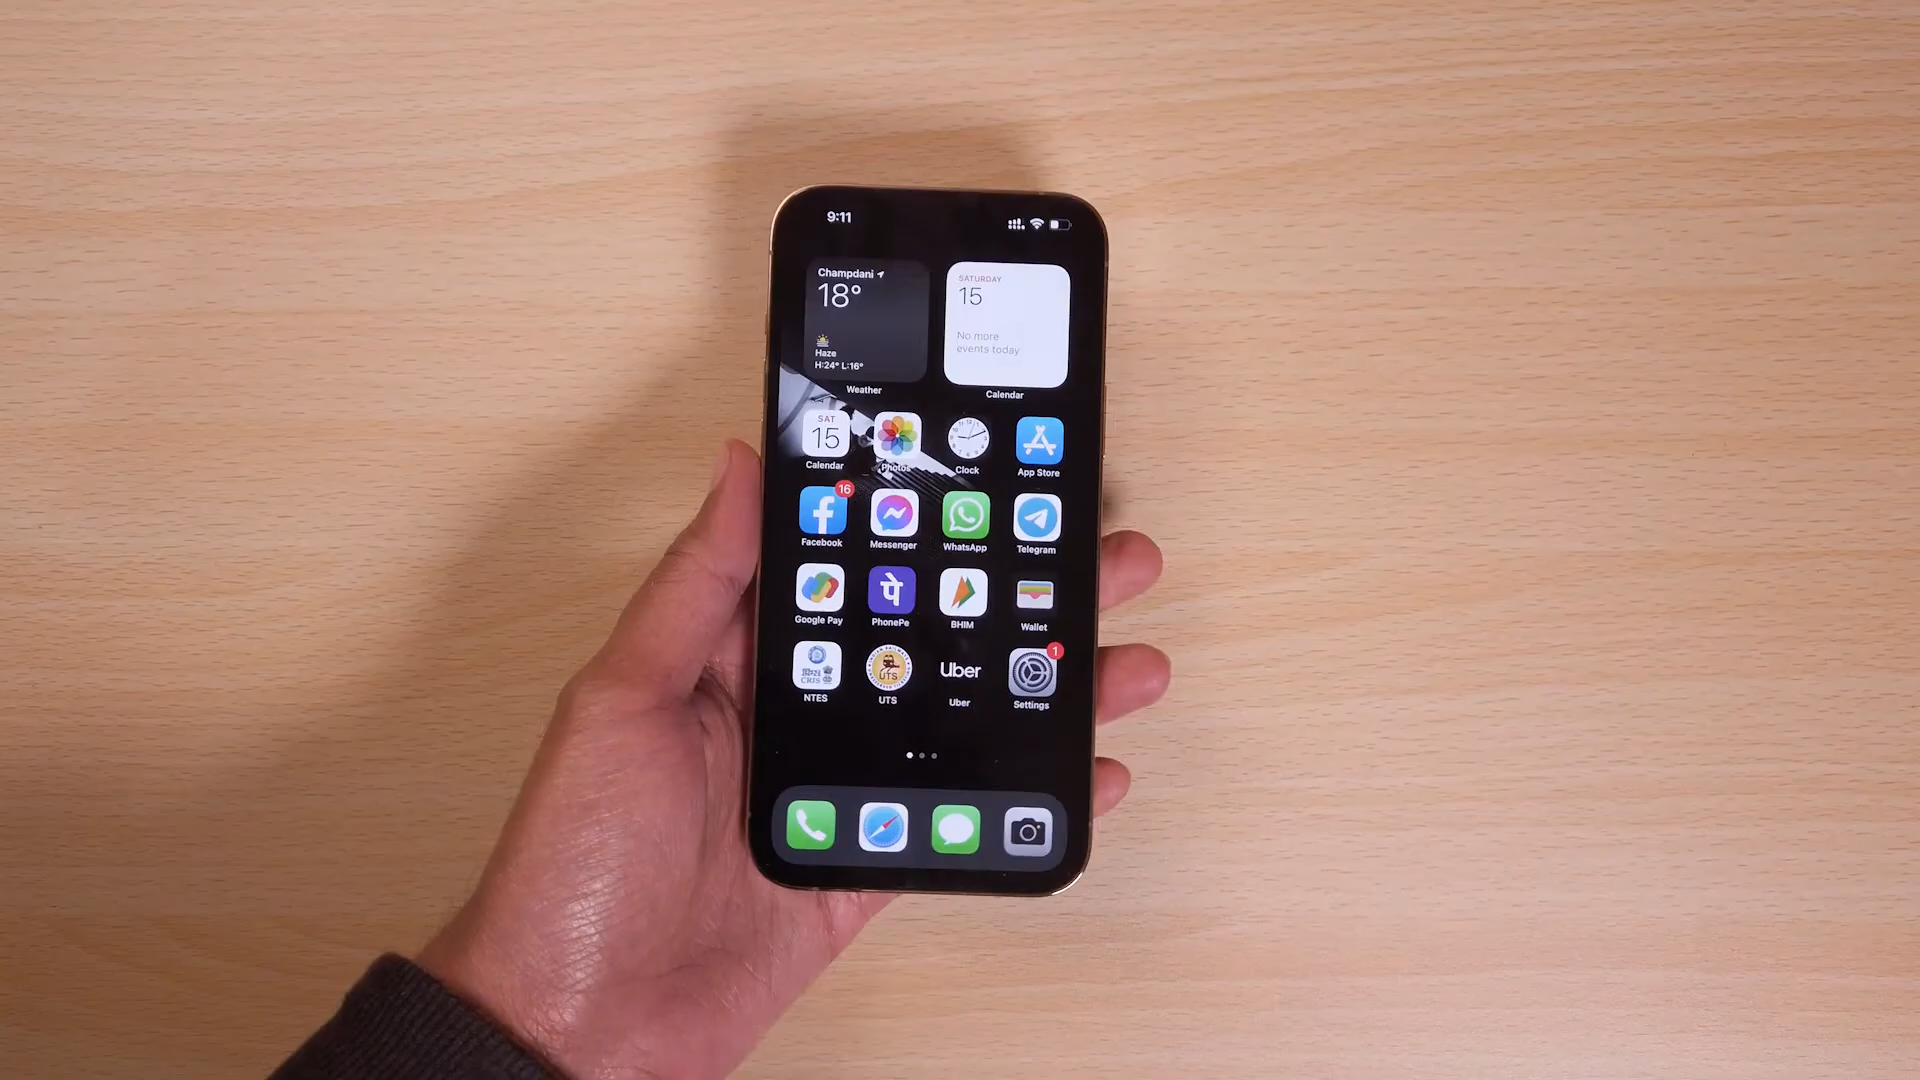 9:11
Champdani
18°
Haze
H:24° L:16°
Weather
SATURDAY
15
No more
events today
Calendar
SAT
15
Calendar
Photos
Clock
App Store
16
Facebook
Messenger
WhatsApp
Telegram
Google Pay
पे
PhonePe
BHIM
Wallet
CRIS
NTES
UTS
UTS
Uber
Uber
1
Settings